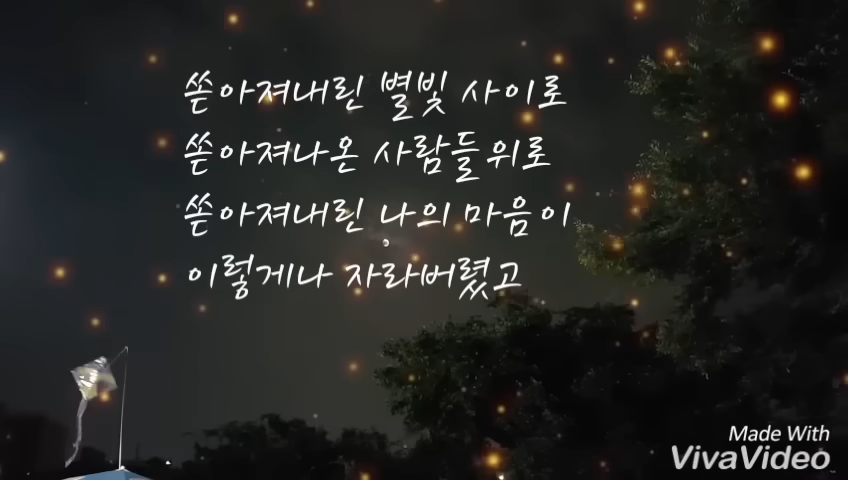 쏟아져내린 별빛 사이로
쏟아져나온 사람들위로
쏟아져내린 나의 마음이
이렇게나 자라버렸고
Made With
VivaVideo